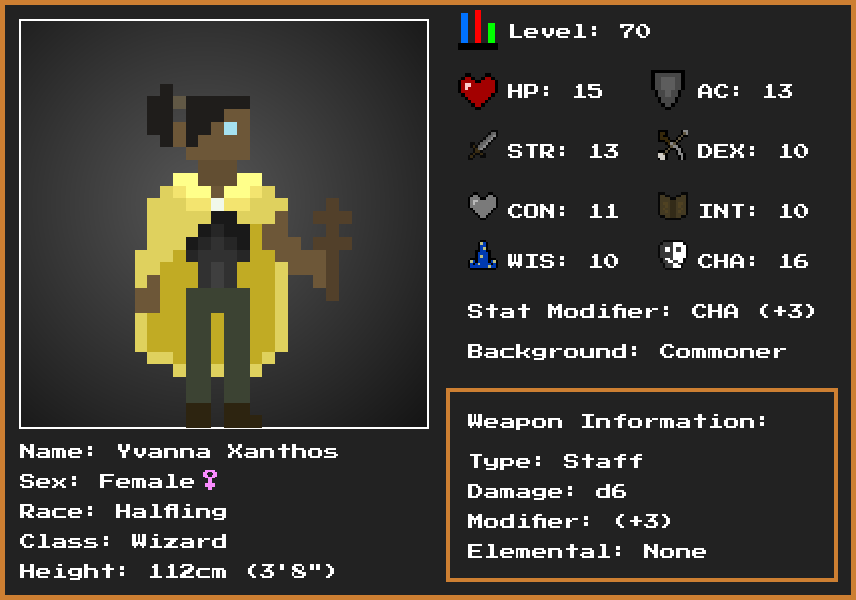 Level: 70
HP: 15 AC: 13
STR: 13 DEX: 10
CON: 11 INT: 10
WIS: 10 CHA: 16
Stat Modifier: CHA (+3)
Background: Commoner
Weapon Information:
Type: Staff
Damage: d6
Modifier: (+3)
Elemental: None
Name: Yvanna Xanthos
Sex: Female♀
Race: Halfling
Class: Wizard
Height: 112cm (3'8")